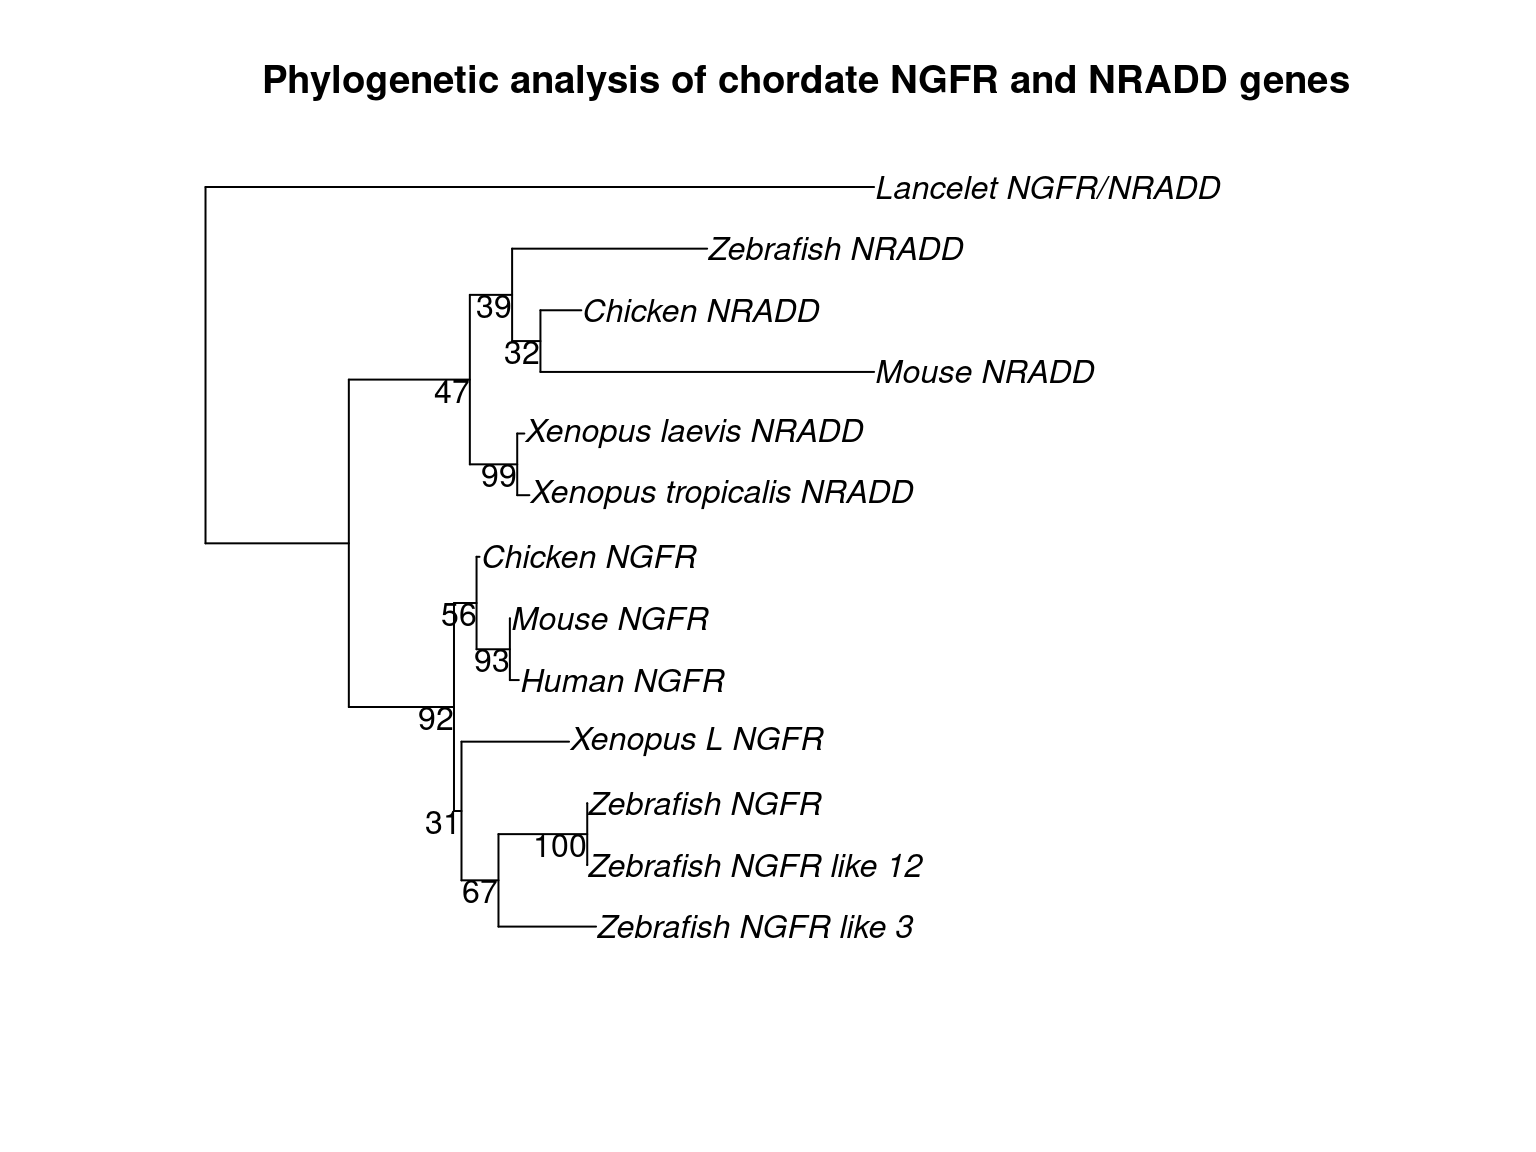 Phylogenetic analysis of chordate NGFR and NRADD genes
Lancelet NGFR/NRADD
Zebrafish NRADD
39
Chicken NRADD
32
Mouse NRADD
47
Xenopus laevis NRADD
99
Xenopus tropicalis NRADD
Chicken NGFR
56
Mouse NGFR
93
Human NGFR
92
Xenopus L NGFR
Zebrafish NGFR
31
100
Zebrafish NGFR like 12
67
Zebrafish NGFR like 3